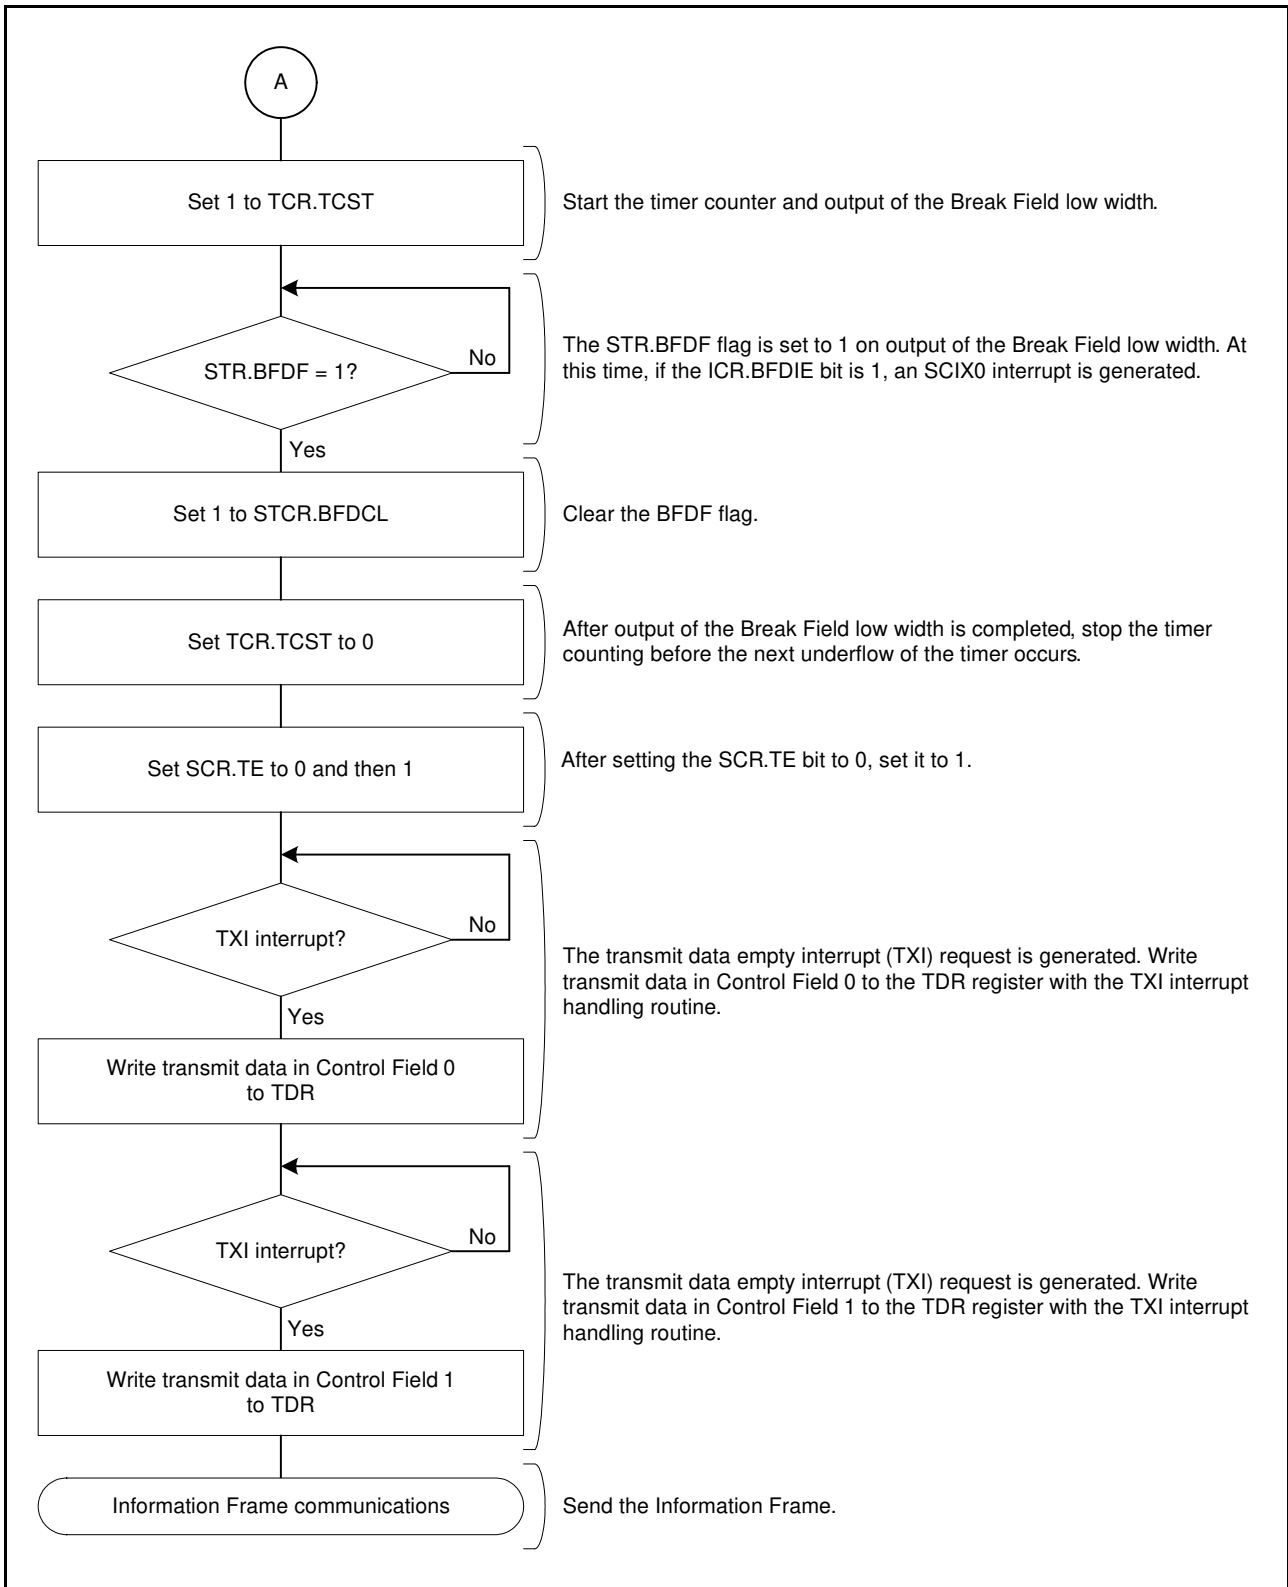 A
Set 1 to TCR.TCST
Start the timer counter and output of the Break Field low width.
STR.BFDF = 1?
No
The STR.BFDF flag is set to 1 on output of the Break Field low width. At
this time, if the ICR.BFDIE bit is 1, an SCIX0 interrupt is generated.
Yes
Set 1 to STCR.BFDCL
Clear the BFDF flag.
Set TCR.TCST to 0
After output of the Break Field low width is completed, stop the timer
counting before the next underflow of the timer occurs.
Set SCR.TE to 0 and then 1
After setting the SCR.TE bit to 0, set it to 1.
TXI interrupt?
No
The transmit data empty interrupt (TXI) request is generated. Write
transmit data in Control Field 0 to the TDR register with the TXI interrupt
handling routine.
Yes
Write transmit data in Control Field 0
to TDR
TXI interrupt?
No
The transmit data empty interrupt (TXI) request is generated. Write
transmit data in Control Field 1 to the TDR register with the TXI interrupt
handling routine.
Yes
Write transmit data in Control Field 1
to TDR
Information Frame communications
Send the Information Frame.